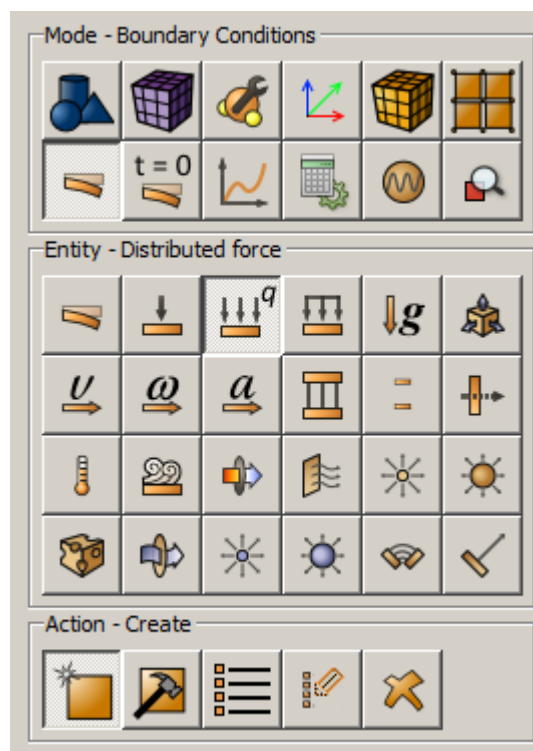 Mode - Boundary Conditions
t = 0
Entity - Distributed force
q
g
υ ω a
Action - Create